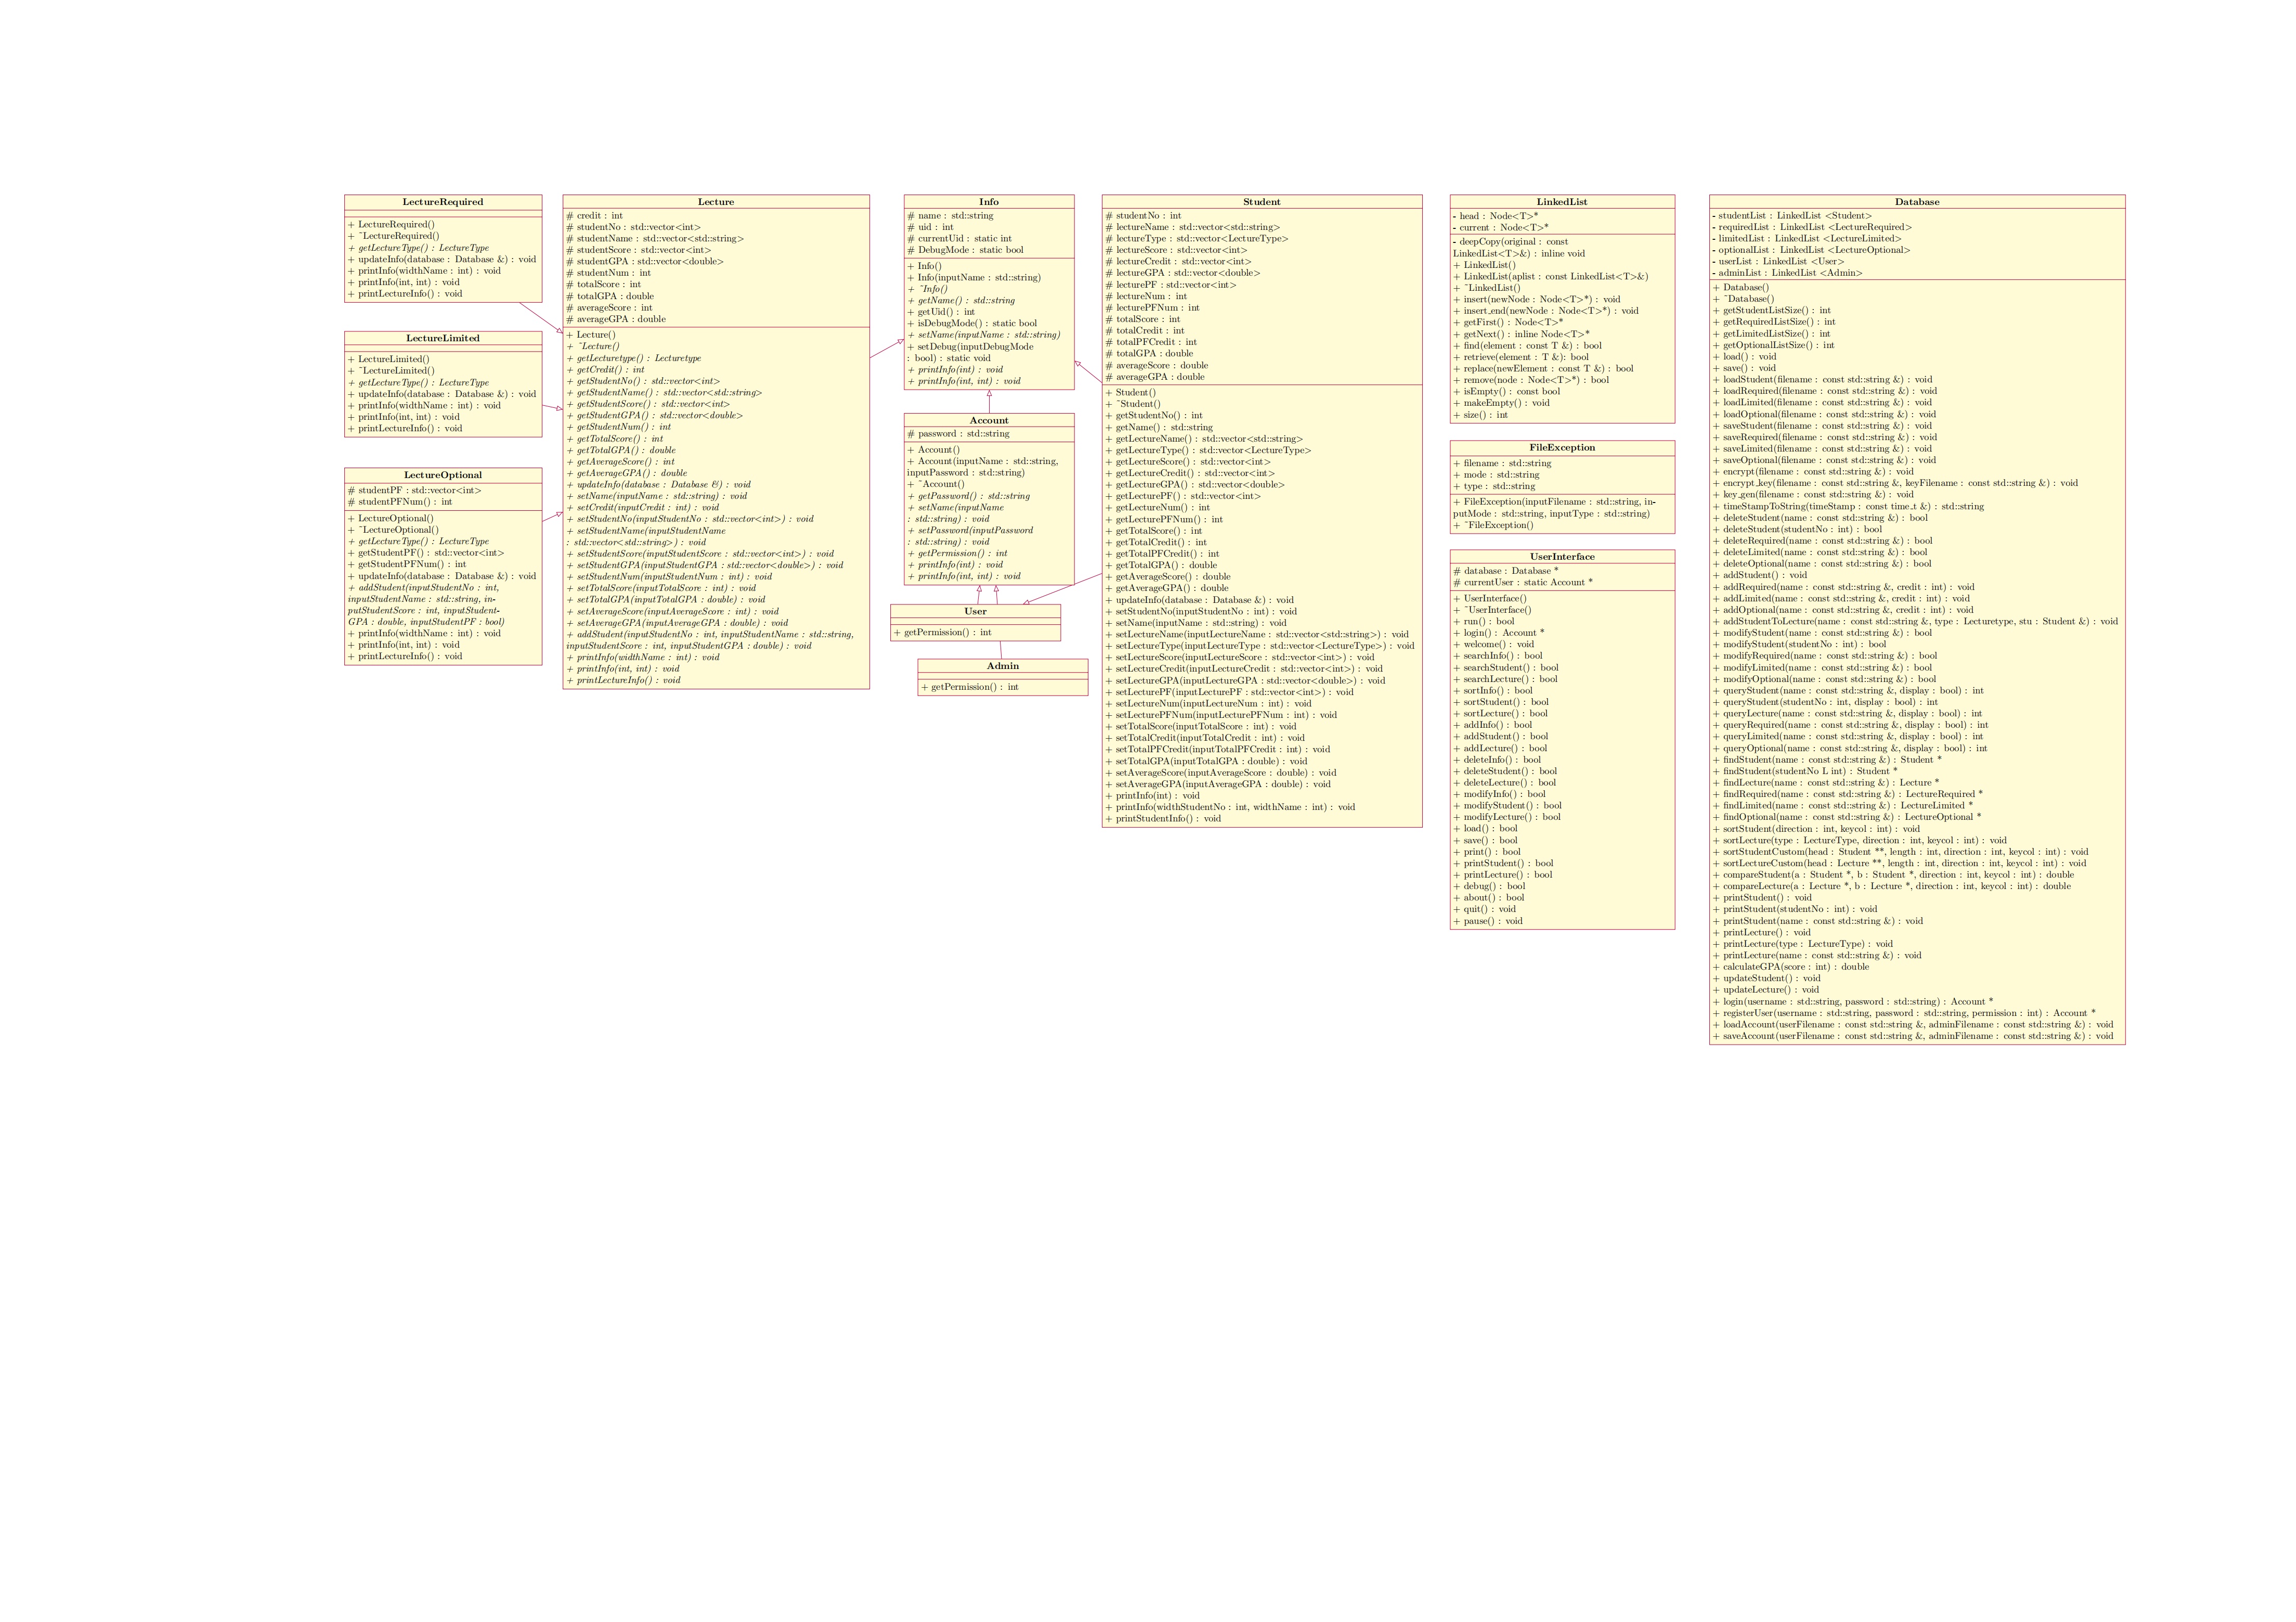 LectureRequired
+ LectureRequired()
+ ~LectureRequired()
+ getLectureType() : LectureType
+ updateInfo(database : Database &) : void
+ printInfo(widthName : int) : void
+ printInfo(int, int) : void
+ printLectureInfo() : void
LectureLimited
+ LectureLimited()
+ ~LectureLimited()
+ getLectureType() : LectureType
+ updateInfo(database : Database &) : void
+ printInfo(widthName : int) : void
+ printInfo(int, int) : void
+ printLectureInfo() : void
LectureOptional
# studentPF : std::vector<int>
# studentPFNum() : int
+ LectureOptional()
+ ~LectureOptional()
+ getLectureType() : LectureType
+ getStudentPF() : std::vector<int>
+ getStudentPFNum() : int
+ updateInfo(database : Database &) : void
+ addStudent(inputStudentNo : int,
inputStudentName : std::string, in-
putStudentScore : int, inputStudent-
GPA : double, inputStudentPF : bool)
+ printInfo(widthName : int) : void
+ printInfo(int, int) : void
+ printLectureInfo() : void
Lecture
# credit : int
# studentNo : std::vector<int>
# studentName : std::vector<std::string>
# studentScore : std::vector<int>
# studentGPA : std::vector<double>
# studentNum : int
# totalScore : int
# totalGPA : double
# averageScore : int
# averageGPA : double
+ Lecture()
+ ~Lecture()
+ getLecturetype() : Lecturetype
+ getCredit() : int
+ getStudentNo() : std::vector<int>
+ getStudentName() : std::vector<std::string>
+ getStudentScore() : std::vector<int>
+ getStudentGPA() : std::vector<double>
+ getStudentNum() : int
+ getTotalScore() : int
+ getTotalGPA() : double
+ getAverageScore() : int
+ getAverageGPA() : double
+ updateInfo(database : Database &) : void
+ setName(inputName : std::string) : void
+ setCredit(inputCredit : int) : void
+ setStudentNo(inputStudentNo : std::vector<int>) : void
+ setStudentName(inputStudentName
: std::vector<std::string>) : void
+ setStudentScore(inputStudentScore : std::vector<int>) : void
+ setStudentGPA(inputStudentGPA : std::vector<double>) : void
+ setStudentNum(inputStudentNum : int) : void
+ setTotalScore(inputTotalScore : int) : void
+ setTotalGPA(inputTotalGPA : double) : void
+ setAverageScore(inputAverageScore : int) : void
+ setAverageGPA(inputAverageGPA : double) : void
+ addStudent(inputStudentNo : int, inputStudentName : std::string,
inputStudentScore : int, inputStudentGPA : double) : void
+ printInfo(widthName : int) : void
+ printInfo(int, int) : void
+ printLectureInfo() : void
Info
# name : std::string
# uid : int
# currentUid : static int
# DebugMode : static bool
+ Info()
+ Info(inputName : std::string)
+ ~Info()
+ getName() : std::string
+ getUid() : int
+ isDebugMode() : static bool
+ setName(inputName : std::string)
+ setDebug(inputDebugMode
: bool) : static void
+ printInfo(int) : void
+ printInfo(int, int) : void
Account
# password : std::string
+ Account()
+ Account(inputName : std::string,
inputPassword : std::string)
+ ~Account()
+ getPassword() : std::string
+ setName(inputName
: std::string) : void
+ setPassword(inputPassword
: std::string) : void
+ getPermission() : int
+ printInfo(int) : void
+ printInfo(int, int) : void
User
+ getPermission() : int
Admin
+ getPermission() : int
Student
# studentNo : int
# lectureName : std::vector<std::string>
# lectureType : std::vector<LectureType>
# lectureScore : std::vector<int>
# lectureCredit : std::vector<int>
# lectureGPA : std::vector<double>
# lecturePF : std::vector<int>
# lectureNum : int
# lecturePFNum : int
# totalScore : int
# totalCredit : int
# totalPFCredit : int
# totalGPA : double
# averageScore : double
# averageGPA : double
+ Student()
+ ~Student()
+ getStudentNo() : int
+ getName() : std::string
+ getLectureName() : std::vector<std::string>
+ getLectureType() : std::vector<LectureType>
+ getLectureScore() : std::vector<int>
+ getLectureCredit() : std::vector<int>
+ getLectureGPA() : std::vector<double>
+ getLecturePF() : std::vector<int>
+ getLectureNum() : int
+ getLecturePFNum() : int
+ getTotalScore() : int
+ getTotalCredit() : int
+ getTotalPFCredit() : int
+ getTotalGPA() : double
+ getAverageScore() : double
+ getAverageGPA() : double
+ updateInfo(database : Database &) : void
+ setStudentNo(inputStudentNo : int) : void
+ setName(inputName : std::string) : void
+ setLectureName(inputLectureName : std::vector<std::string>) : void
+ setLectureType(inputLectureType : std::vector<LectureType>) : void
+ setLectureScore(inputLectureScore : std::vector<int>) : void
+ setLectureCredit(inputLectureCredit : std::vector<int>) : void
+ setLectureGPA(inputLectureGPA : std::vector<double>) : void
+ setLecturePF(inputLecturePF : std::vector<int>) : void
+ setLectureNum(inputLectureNum : int) : void
+ setLecturePFNum(inputLecturePFNum : int) : void
+ setTotalScore(inputTotalScore : int) : void
+ setTotalCredit(inputTotalCredit : int) : void
+ setTotalPFCredit(inputTotalPFCredit : int) : void
+ setTotalGPA(inputTotalGPA : double) : void
+ setAverageScore(inputAverageScore : double) : void
+ setAverageGPA(inputAverageGPA : double) : void
+ printInfo(int) : void
+ printInfo(widthStudentNo : int, widthName : int) : void
+ printStudentInfo() : void
LinkedList
- head : Node<T>*
- current : Node<T>*
- deepCopy(original : const
LinkedList<T>&) : inline void
+ LinkedList()
+ LinkedList(aplist : const LinkedList<T>&)
+ ~LinkedList()
+ insert(newNode : Node<T>*) : void
+ insert_end(newNode : Node<T>*) : void
+ getFirst() : Node<T>*
+ getNext() : inline Node<T>*
+ find(element : const T &) : bool
+ retrieve(element : T &): bool
+ replace(newElement : const T &) : bool
+ remove(node : Node<T>*) : bool
+ isEmpty() : const bool
+ makeEmpty() : void
+ size() : int
FileException
+ filename : std::string
+ mode : std::string
+ type : std::string
+ FileException(inputFilename : std::string, in-
putMode : std::string, inputType : std::string)
+ ~FileException()
UserInterface
# database : Database *
# currentUser : static Account *
+ UserInterface()
+ ~UserInterface()
+ run() : bool
+ login() : Account *
+ welcome() : void
+ searchInfo() : bool
+ searchStudent() : bool
+ searchLecture() : bool
+ sortInfo() : bool
+ sortStudent() : bool
+ sortLecture() : bool
+ addInfo() : bool
+ addStudent() : bool
+ addLecture() : bool
+ deleteInfo() : bool
+ deleteStudent() : bool
+ deleteLecture() : bool
+ modifyInfo() : bool
+ modifyStudent() : bool
+ modifyLecture() : bool
+ load() : bool
+ save() : bool
+ print() : bool
+ printStudent() : bool
+ printLecture() : bool
+ debug() : bool
+ about() : bool
+ quit() : void
+ pause() : void
Database
- studentList : LinkedList <Student>
- requiredList : LinkedList <LectureRequired>
- limitedList : LinkedList <LectureLimited>
- optionalList : LinkedList <LectureOptional>
- userList : LinkedList <User>
- adminList : LinkedList <Admin>
+ Database()
+ ~Database()
+ getStudentListSize() : int
+ getRequiredListSize() : int
+ getLimitedListSize() : int
+ getOptionalListSize() : int
+ load() : void
+ save() : void
+ loadStudent(filename : const std::string &) : void
+ loadRequired(filename : const std::string &) : void
+ loadLimited(filename : const std::string &) : void
+ loadOptional(filename : const std::string &) : void
+ saveStudent(filename : const std::string &) : void
+ saveRequired(filename : const std::string &) : void
+ saveLimited(filename : const std::string &) : void
+ saveOptional(filename : const std::string &) : void
+ encrypt(filename : const std::string &) : void
+ encrypt_key(filename : const std::string &, keyFilename : const std::string &) : void
+ key_gen(filename : const std::string &) : void
+ timeStampToString(timeStamp : const time_t &) : std::string
+ deleteStudent(name : const std::string &) : bool
+ deleteStudent(studentNo : int) : bool
+ deleteRequired(name : const std::string &) : bool
+ deleteLimited(name : const std::string &) : bool
+ deleteOptional(name : const std::string &) : bool
+ addStudent() : void
+ addRequired(name : const std::string &, credit : int) : void
+ addLimited(name : const std::string &, credit : int) : void
+ addOptional(name : const std::string &, credit : int) : void
+ addStudentToLecture(name : const std::string &, type : Lecturetype, stu : Student &) : void
+ modifyStudent(name : const std::string &) : bool
+ modifyStudent(studentNo : int) : bool
+ modifyRequired(name : const std::string &) : bool
+ modifyLimited(name : const std::string &) : bool
+ modifyOptional(name : const std::string &) : bool
+ queryStudent(name : const std::string &, display : bool) : int
+ queryStudent(studentNo : int, display : bool) : int
+ queryLecture(name : const std::string &, display : bool) : int
+ queryRequired(name : const std::string &, display : bool) : int
+ queryLimited(name : const std::string &, display : bool) : int
+ queryOptional(name : const std::string &, display : bool) : int
+ findStudent(name : const std::string &) : Student *
+ findStudent(studentNo L int) : Student *
+ findLecture(name : const std::string &) : Lecture *
+ findRequired(name : const std::string &) : LectureRequired *
+ findLimited(name : const std::string &) : LectureLimited *
+ findOptional(name : const std::string &) : LectureOptional *
+ sortStudent(direction : int, keycol : int) : void
+ sortLecture(type : LectureType, direction : int, keycol : int) : void
+ sortStudentCustom(head : Student **, length : int, direction : int, keycol : int) : void
+ sortLectureCustom(head : Lecture **, length : int, direction : int, keycol : int) : void
+ compareStudent(a : Student *, b : Student *, direction : int, keycol : int) : double
+ compareLecture(a : Lecture *, b : Lecture *, direction : int, keycol : int) : double
+ printStudent() : void
+ printStudent(studentNo : int) : void
+ printStudent(name : const std::string &) : void
+ printLecture() : void
+ printLecture(type : LectureType) : void
+ printLecture(name : const std::string &) : void
+ calculateGPA(score : int) : double
+ updateStudent() : void
+ updateLecture() : void
+ login(username : std::string, password : std::string) : Account *
+ registerUser(username : std::string, password : std::string, permission : int) : Account *
+ loadAccount(userFilename : const std::string &, adminFilename : const std::string &) : void
+ saveAccount(userFilename : const std::string &, adminFilename : const std::string &) : void